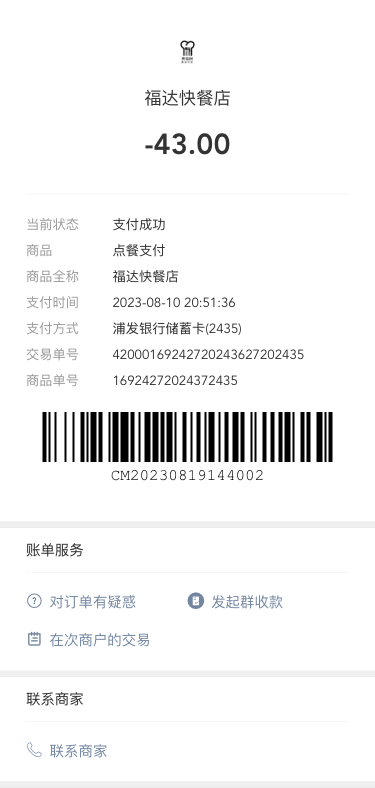 福达快餐店
-43.00
当前状态 支付成功
商品 点餐支付
商品全称 福达快餐店
支付时间 2023-08-10 20:51:36
支付方式 浦发银行储蓄卡(2435)
交易单号 42000169242720243627202435
商品单号 16924272024372435
CM20230819144002
账单服务
对订单有疑惑 发起群收款
在次商户的交易
联系商家
联系商家